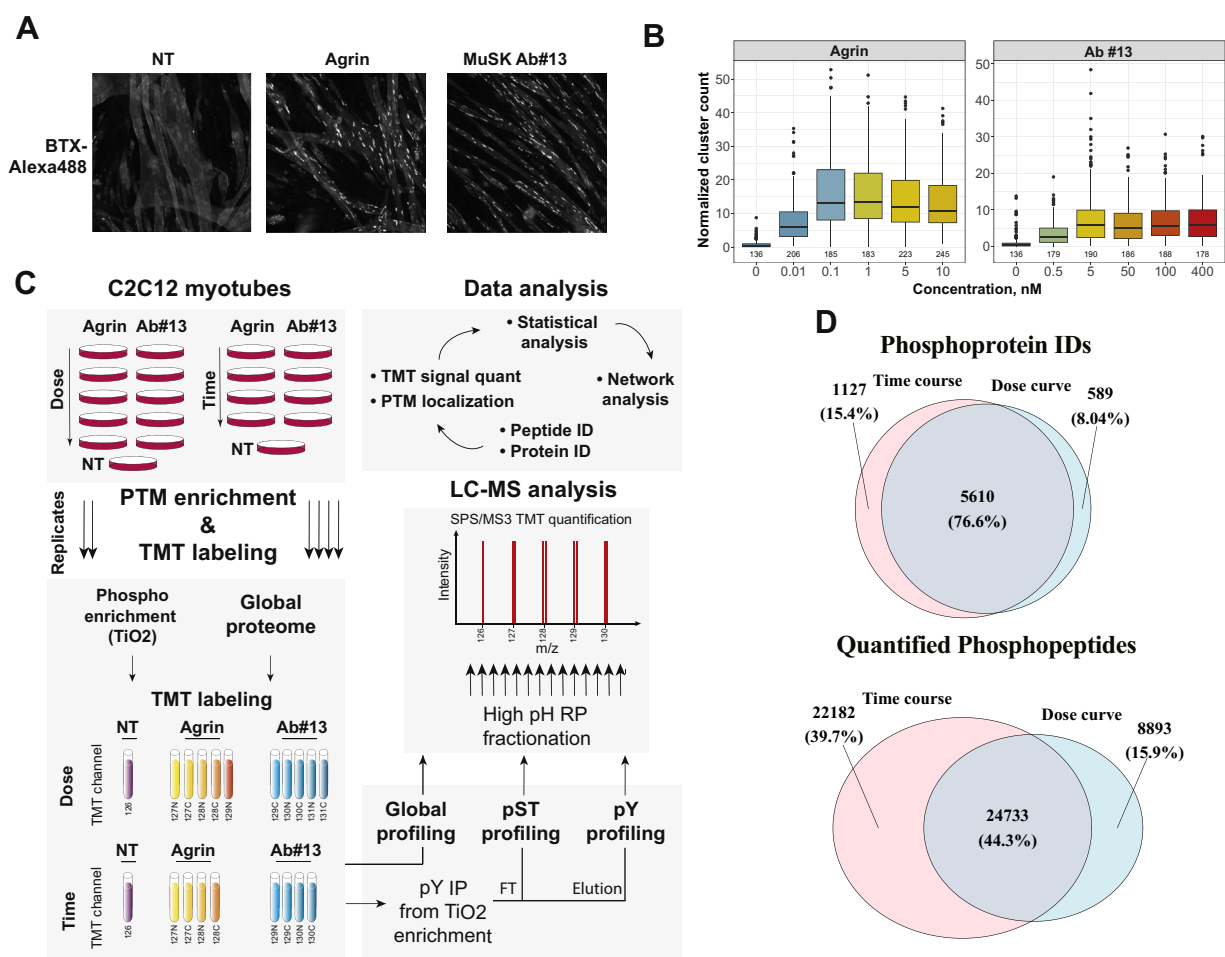 A
NT
Agrin
MuSK Ab#13
BTX-
Alexa488
B
Agrin
Ab #13
Normalized cluster count
50
40
30
20
10
0
136
206
185
183
223
245
0
0.01
0.1
1
5
10
50
40
30
20
10
0
136
179
190
186
188
178
0
0.5
5
50
100
400
Concentration, nM
C
C2C12 myotubes
Agrin
Ab#13
Agrin
Ab#13
Dose
Time
NT
NT
Replicates
PTM enrichment
&
TMT labeling
Phospho
enrichment
(TiO2)
Global
proteome
TMT labeling
NT
Agrin
Ab#13
Dose
TMT channel
126
127N
127C
128N
128C
129N
129C
130N
130C
131N
131C
NT
Agrin
Ab#13
Time
TMT channel
126
127N
127C
128N
128C
129N
129C
130N
130C
Data analysis
• Statistical
analysis
• TMT signal quant
• PTM localization
• Network
analysis
• Peptide ID
• Protein ID
LC-MS analysis
SPS/MS3 TMT quantification
Intensity
126
127
128
129
130
m/z
High pH RP
fractionation
Global
profiling
pST
profiling
pY
profiling
pY IP
from TiO2
enrichment
FT
Elution
D
Phosphoprotein IDs
1127
(15.4%)
Time course
Dose curve
589
(8.04%)
5610
(76.6%)
Quantified Phosphopeptides
22182
(39.7%)
Time course
Dose curve
8893
(15.9%)
24733
(44.3%)